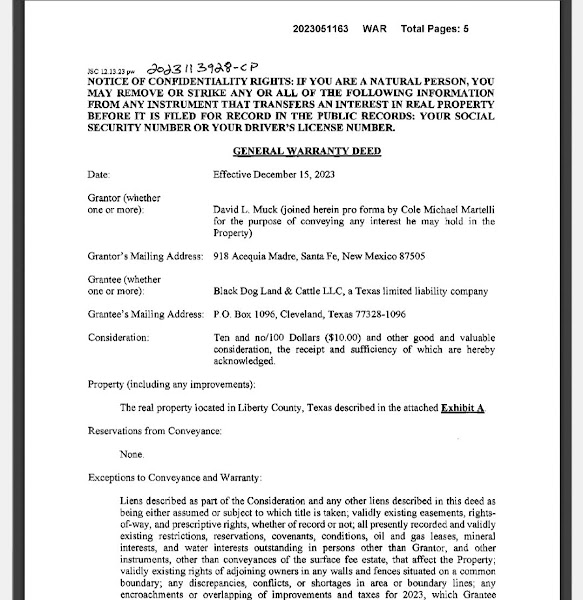 2023051163 WAR Total Pages: 5
JSC 12.13.23 pw 2023113928-CP
NOTICE OF CONFIDENTIALITY RIGHTS: IF YOU ARE A NATURAL PERSON, YOU
MAY REMOVE OR STRIKE ANY OR ALL OF THE FOLLOWING INFORMATION
FROM ANY INSTRUMENT THAT TRANSFERS AN INTEREST IN REAL PROPERTY
BEFORE IT IS FILED FOR RECORD IN THE PUBLIC RECORDS: YOUR SOCIAL
SECURITY NUMBER OR YOUR DRIVER'S LICENSE NUMBER.
GENERAL WARRANTY DEED
Date: Effective December 15, 2023
Grantor (whether
one or more): David L. Muck (joined herein pro forma by Cole Michael Martelli
for the purpose of conveying any interest he may hold in the
Property)
Grantor's Mailing Address: 918 Acequia Madre, Santa Fe, New Mexico 87505
Grantee (whether
one or more): Black Dog Land & Cattle LLC, a Texas limited liability company
Grantee's Mailing Address: P.O. Box 1096, Cleveland, Texas 77328-1096
Consideration: Ten and no/100 Dollars ($10.00) and other good and valuable
consideration, the receipt and sufficiency of which are hereby
acknowledged.
Property (including any improvements):
The real property located in Liberty County, Texas described in the attached Exhibit A.
Reservations from Conveyance:
None.
Exceptions to Conveyance and Warranty:
Liens described as part of the Consideration and any other liens described in this deed as
being either assumed or subject to which title is taken; validly existing easements, rights-
of-way, and prescriptive rights, whether of record or not; all presently recorded and validly
existing restrictions, reservations, covenants, conditions, oil and gas leases, mineral
interests, and water interests outstanding in persons other than Grantor, and other
instruments, other than conveyances of the surface fee estate, that affect the Property;
validly existing rights of adjoining owners in any walls and fences situated on a common
boundary; any discrepancies, conflicts, or shortages in area or boundary lines; any
encroachments or overlapping of improvements and taxes for 2023, which Grantee